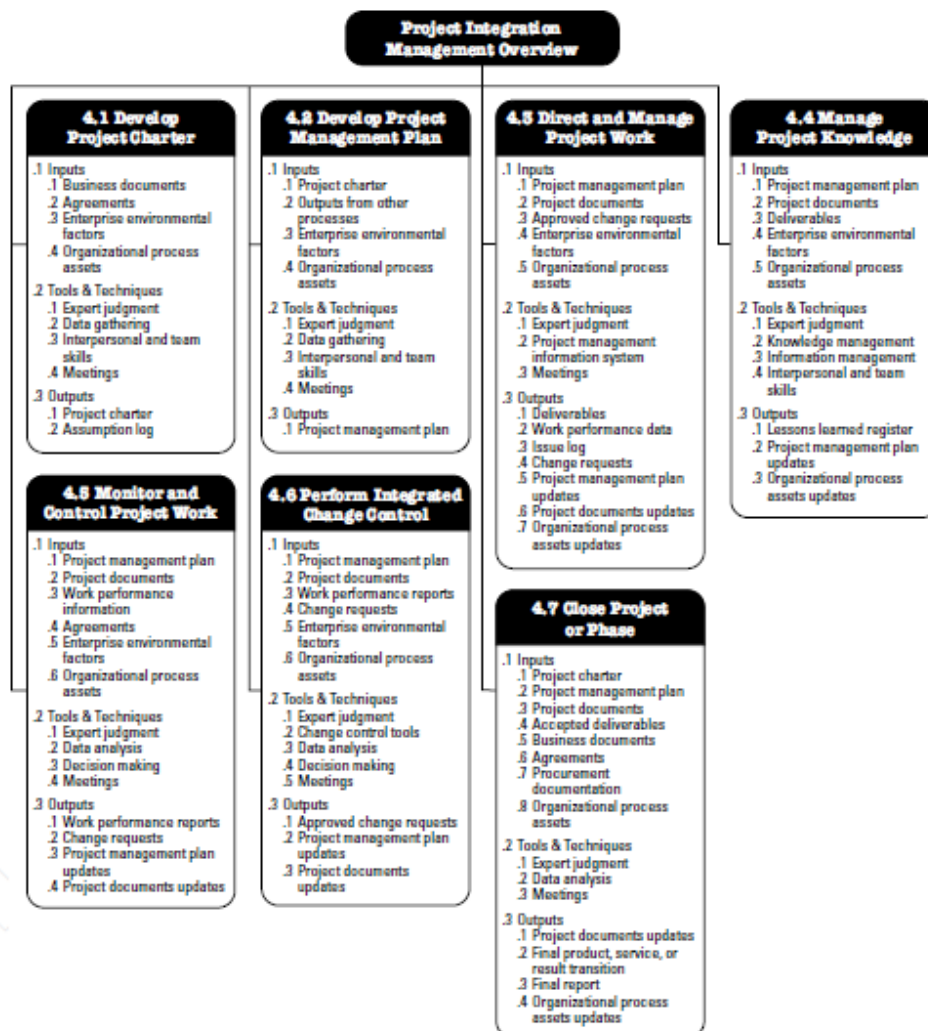 Project Integration
Management Overview
4.1 Develop
Project Charter
.1 Inputs
.1 Business documents
.2 Agreements
.3 Enterprise environmental
factors
.4 Organizational process
assets
.2 Tools & Techniques
.1 Expert judgment
.2 Data gathering
.3 Interpersonal and team
skills
.4 Meetings
.3 Outputs
.1 Project charter
.2 Assumption log
4.2 Develop Project
Management Plan
.1 Inputs
.1 Project charter
.2 Outputs from other
processes
.3 Enterprise environmental
factors
.4 Organizational process
assets
.2 Tools & Techniques
.1 Expert judgment
.2 Data gathering
.3 Interpersonal and team
skills
.4 Meetings
.3 Outputs
.1 Project management plan
4.3 Direct and Manage
Project Work
.1 Inputs
.1 Project management plan
.2 Project documents
.3 Approved change requests
.4 Enterprise environmental
factors
.5 Organizational process
assets
.2 Tools & Techniques
.1 Expert judgment
.2 Project management
information system
.3 Meetings
.3 Outputs
.1 Deliverables
.2 Work performance data
.3 Issue log
.4 Change requests
.5 Project management plan
updates
.6 Project documents updates
.7 Organizational process
assets updates
4.4 Manage
Project Knowledge
.1 Inputs
.1 Project management plan
.2 Project documents
.3 Deliverables
.4 Enterprise environmental
factors
.5 Organizational process
assets
.2 Tools & Techniques
.1 Expert judgment
.2 Knowledge management
.3 Information management
.4 Interpersonal and team
skills
.3 Outputs
.1 Lessons learned register
.2 Project management plan
updates
.3 Organizational process
assets updates
4.5 Monitor and
Control Project Work
.1 Inputs
.1 Project management plan
.2 Project documents
.3 Work performance
information
.4 Agreements
.5 Enterprise environmental
factors
.6 Organizational process
assets
.2 Tools & Techniques
.1 Expert judgment
.2 Data analysis
.3 Decision making
.4 Meetings
.3 Outputs
.1 Work performance reports
.2 Change requests
.3 Project management plan
updates
.4 Project documents updates
4.6 Perform Integrated
Change Control
.1 Inputs
.1 Project management plan
.2 Project documents
.3 Work performance reports
.4 Change requests
.5 Enterprise environmental
factors
.6 Organizational process
assets
.2 Tools & Techniques
.1 Expert judgment
.2 Change control tools
.3 Data analysis
.4 Decision making
.5 Meetings
.3 Outputs
.1 Approved change requests
.2 Project management plan
updates
.3 Project documents
updates
4.7 Close Project
or Phase
.1 Inputs
.1 Project charter
.2 Project management plan
.3 Project documents
.4 Accepted deliverables
.5 Business documents
.6 Agreements
.7 Procurement
documentation
.8 Organizational process
assets
.2 Tools & Techniques
.1 Expert judgment
.2 Data analysis
.3 Meetings
.3 Outputs
.1 Project documents updates
.2 Final product, service, or
result transition
.3 Final report
.4 Organizational process
assets updates